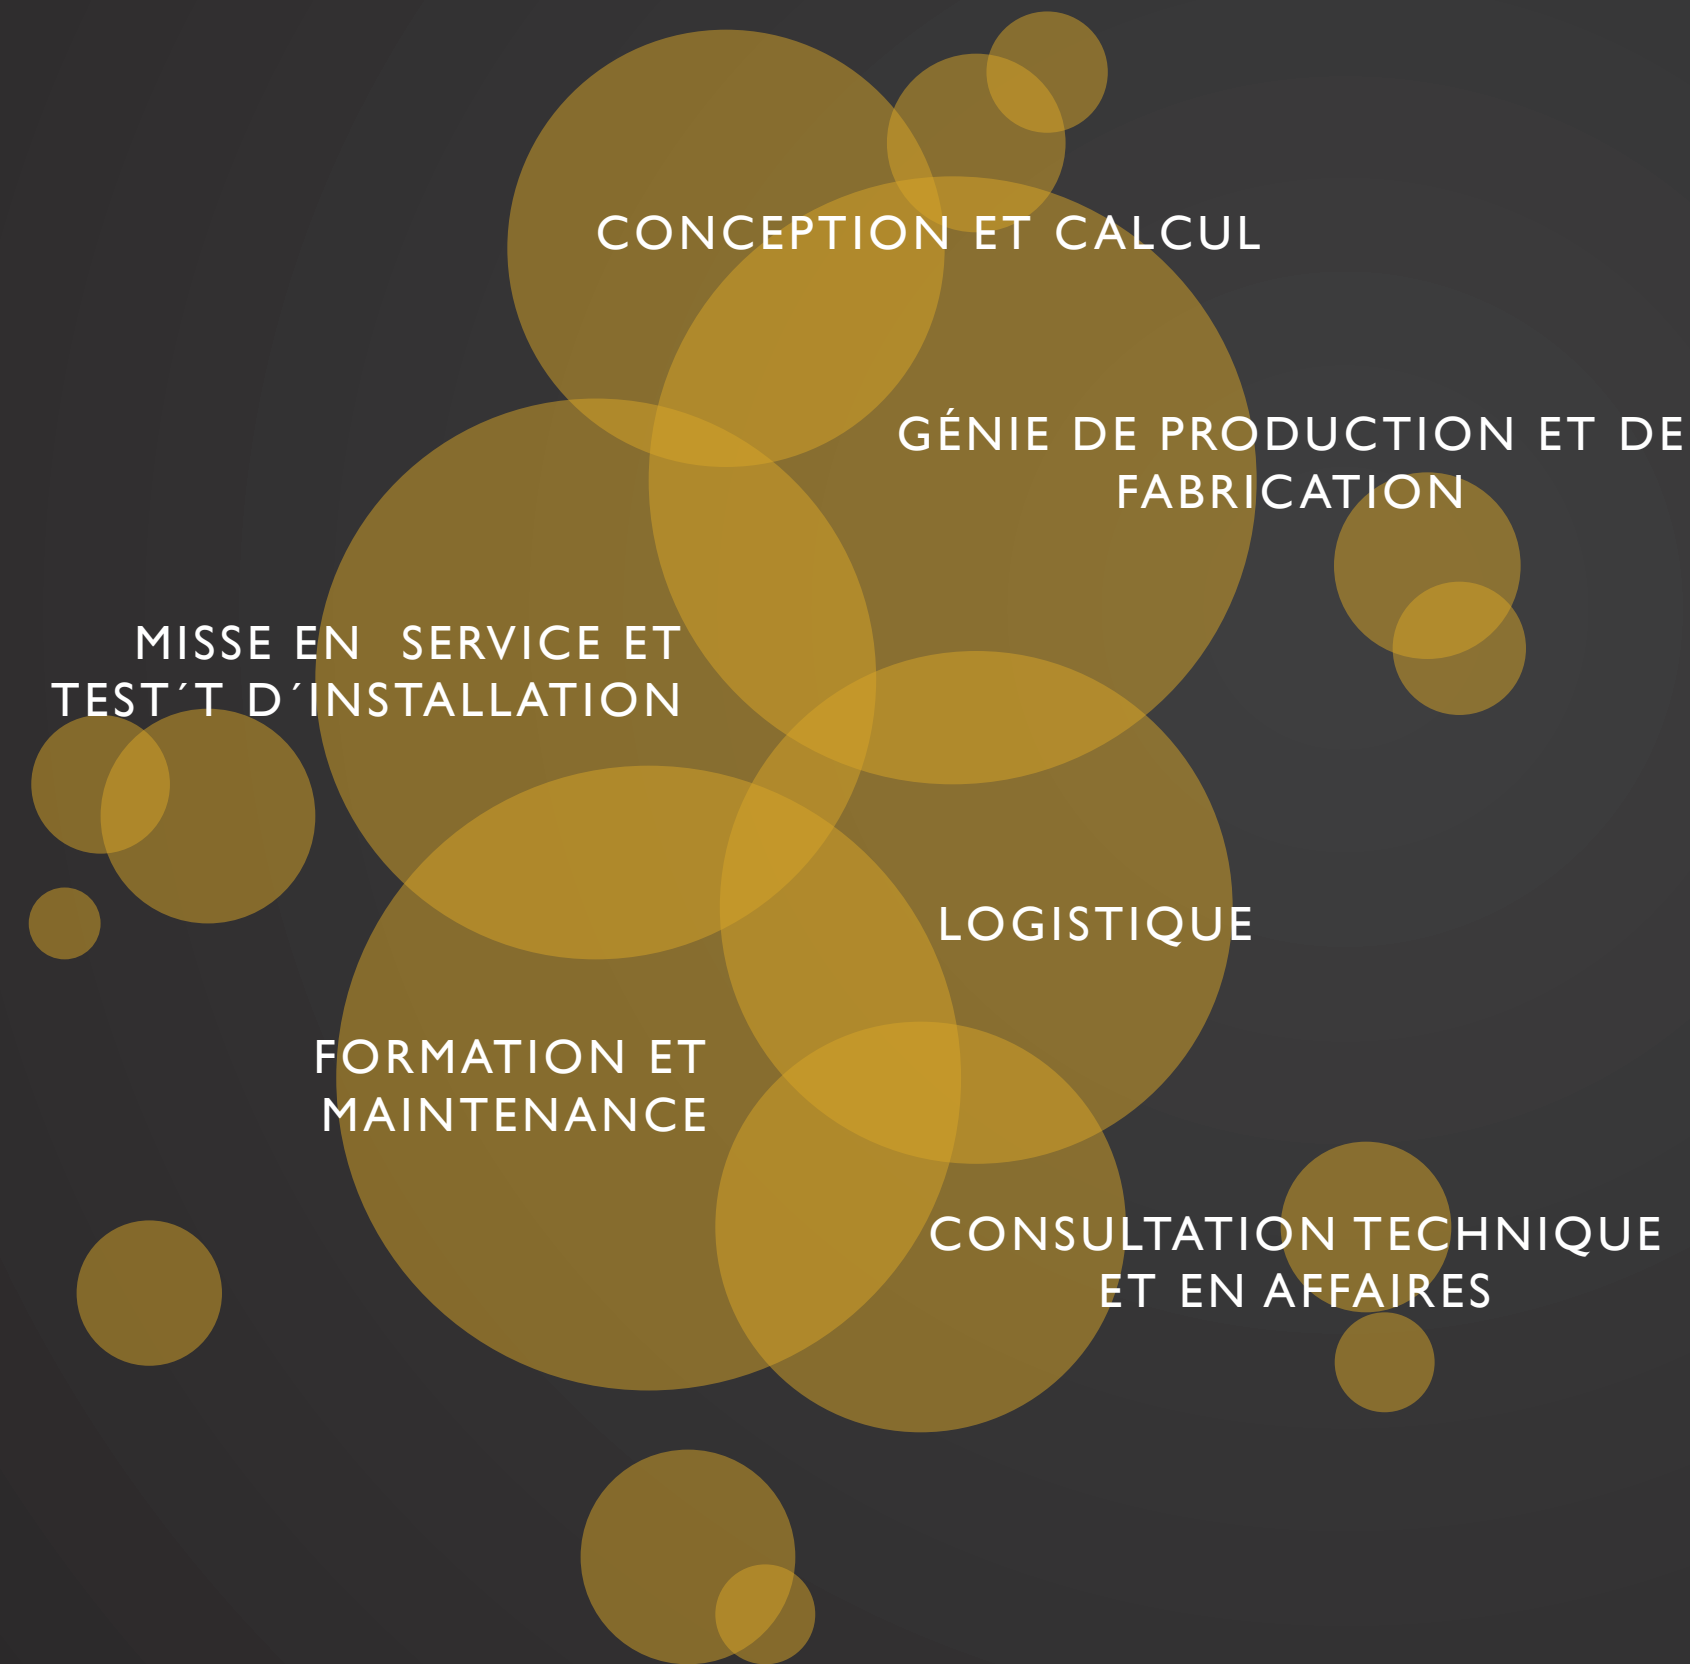 CONCEPTION ET CALCUL
GÉNIE DE PRODUCTION ET DE
FABRICATION
MISSE EN  SERVICE ET
TEST´T D´INSTALLATION
LOGISTIQUE
FORMATION ET
MAINTENANCE
CONSULTATION TECHNIQUE
ET EN AFFAIRES